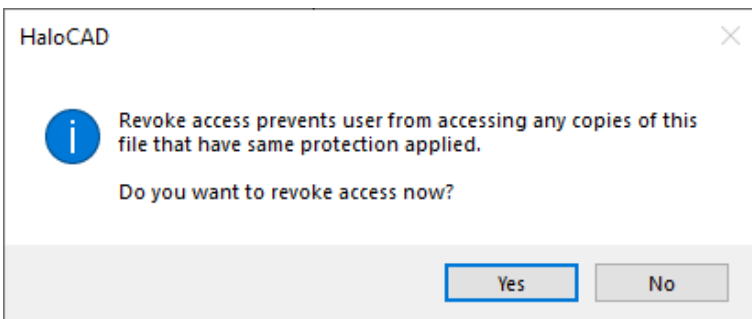 HaloCAD
Revoke access prevents user from accessing any copies of this
file that have same protection applied.
Do you want to revoke access now?
Yes
No